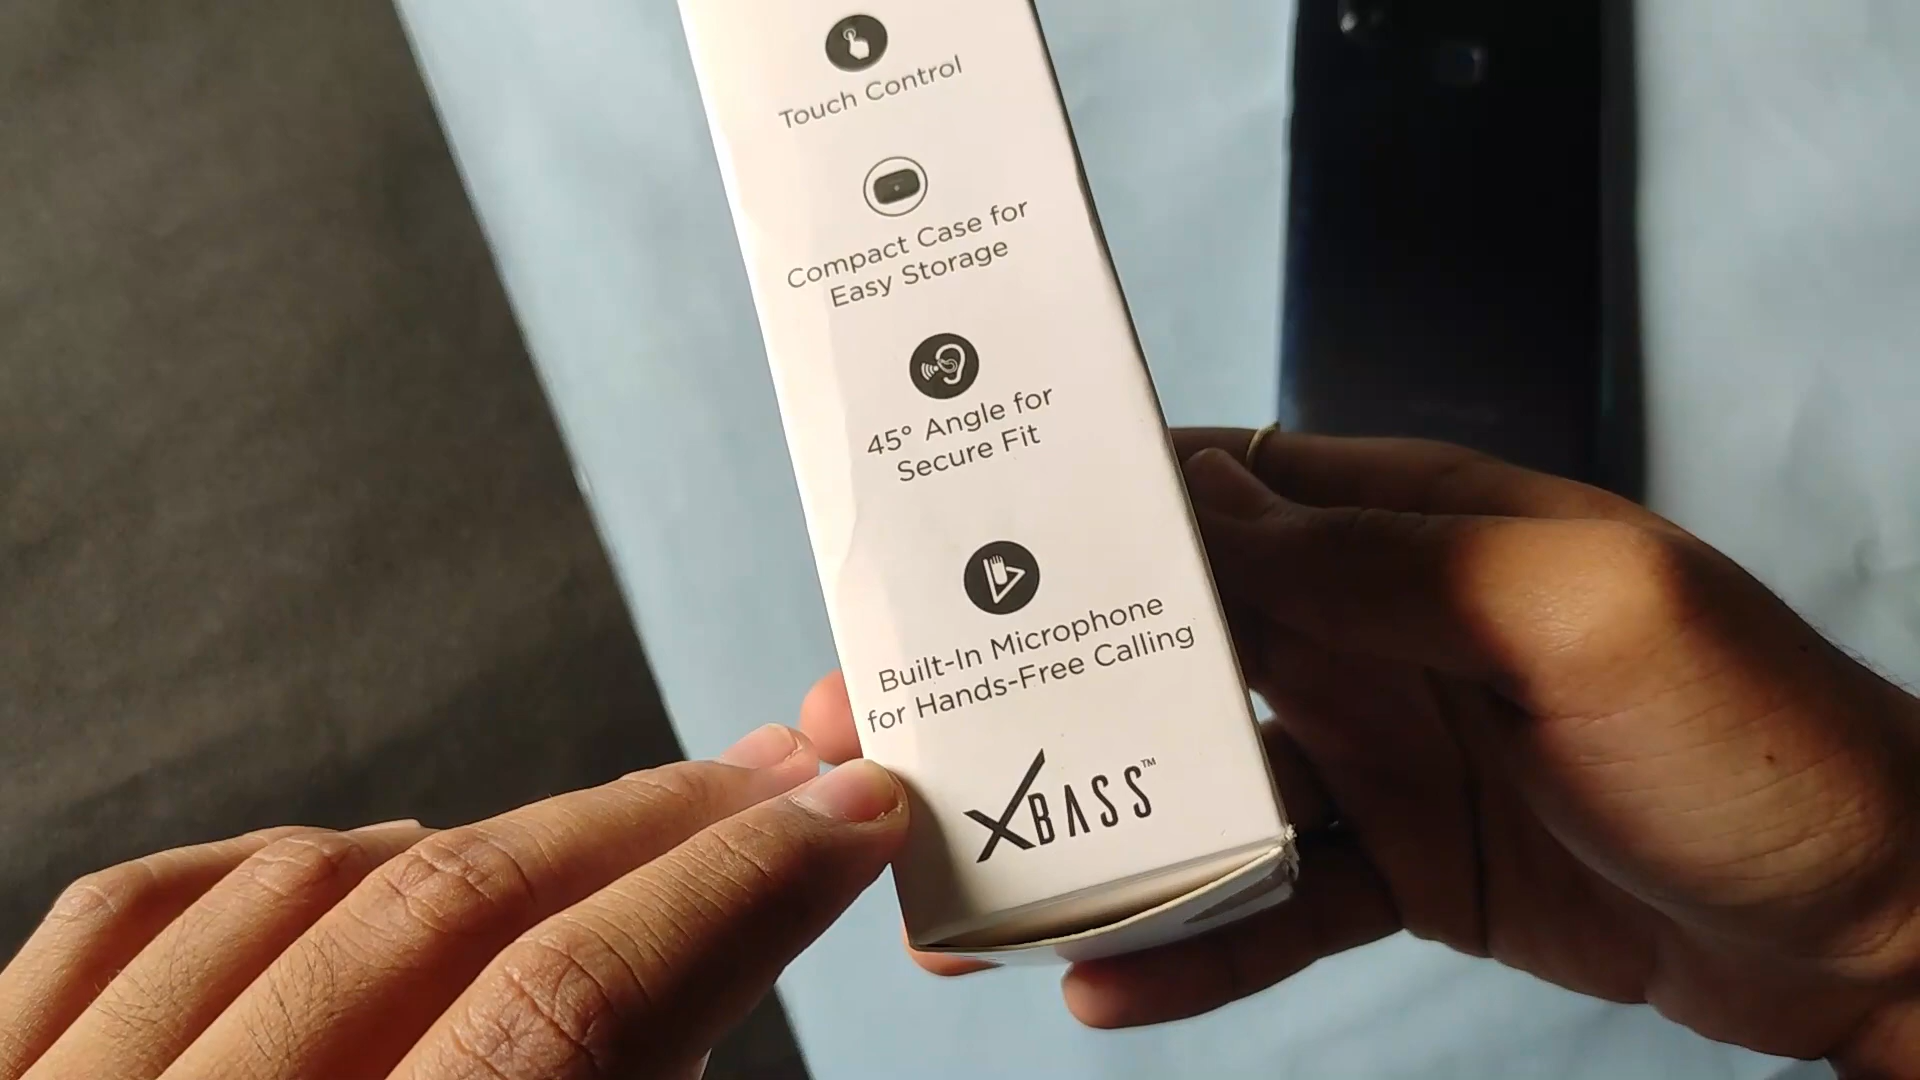 Touch Control
Compact Case for
Easy Storage
45° Angle for
Secure Fit
Built-In Microphone
for Hands-Free Calling
XBASS™